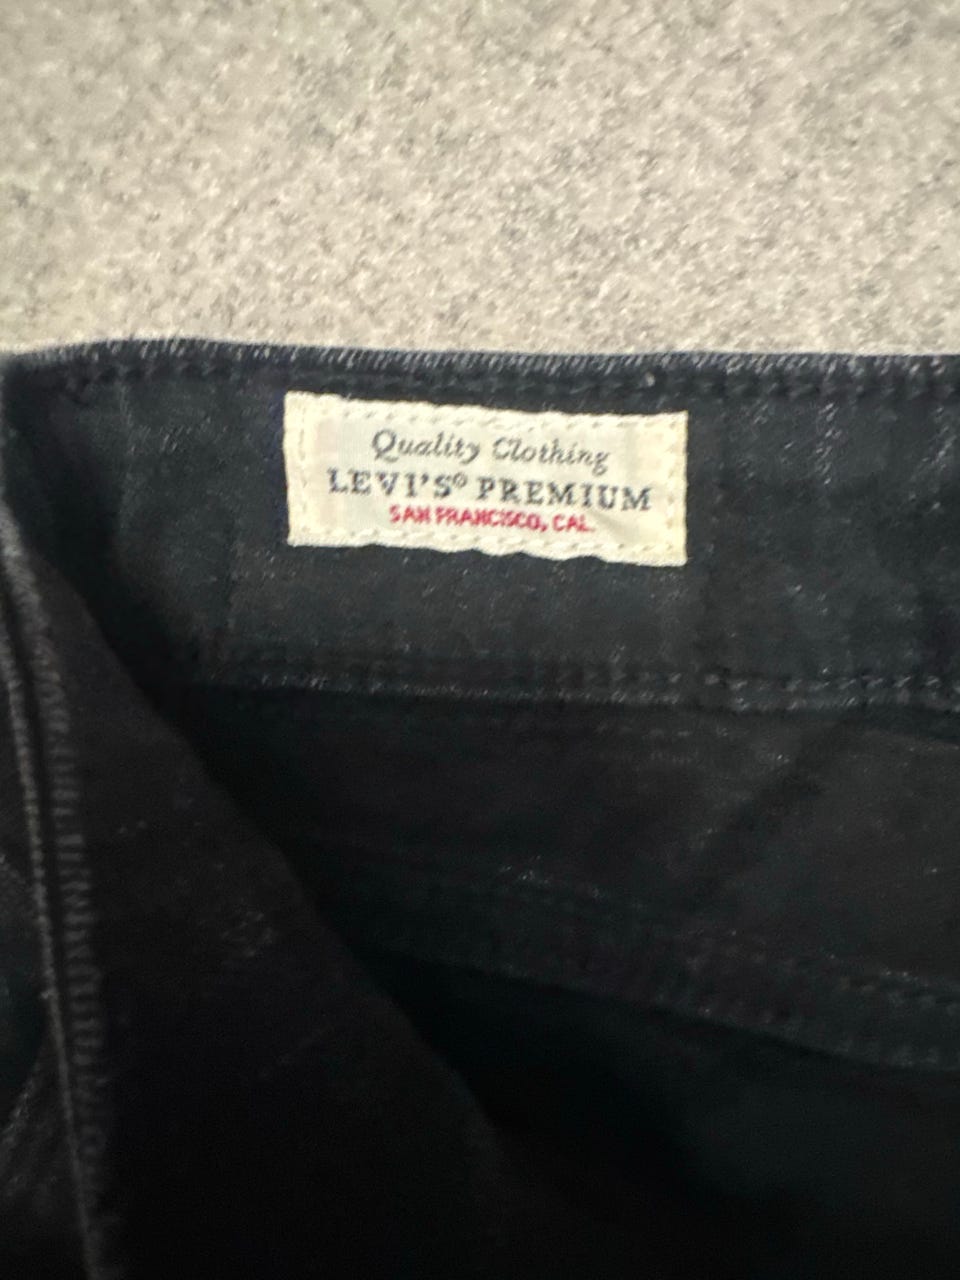 Quality Clothing
LEVI'S® PREMIUM
SAN FRANCISCO, CAL.